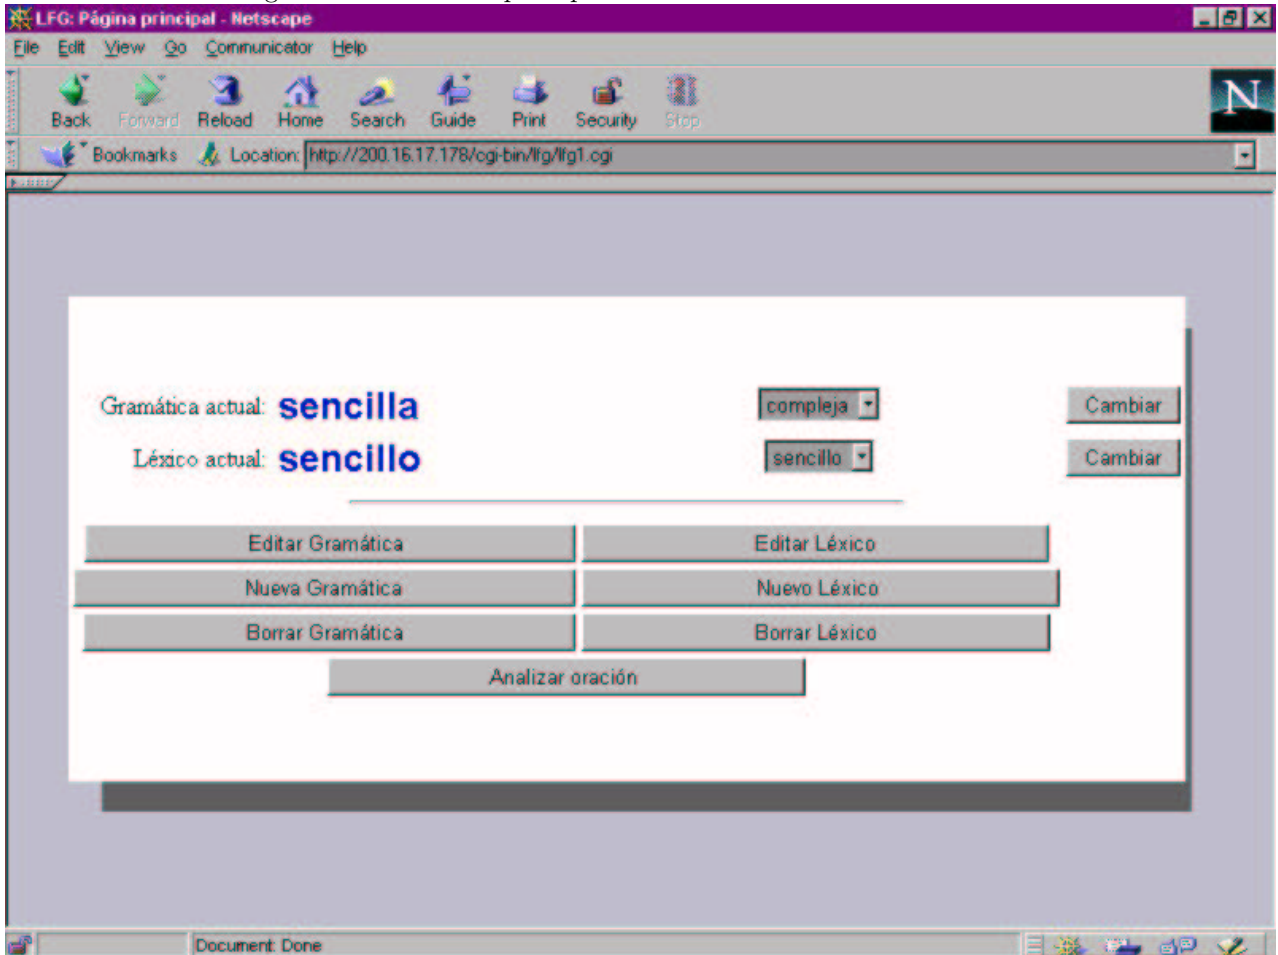 LFG: Página principal - Netscape
File Edit View Go Communicator Help
Back Forward Reload Home Search Guide Print Security Stop
N
Bookmarks Location: http://200.16.17.178/cgi-bin/lfg/lfg1.cgi
Gramática actual: sencilla compleja Cambiar
Léxico actual: sencillo sencillo Cambiar
Editar Gramática Editar Léxico
Nueva Gramática Nuevo Léxico
Borrar Gramática Borrar Léxico
Analizar oración
Document: Done